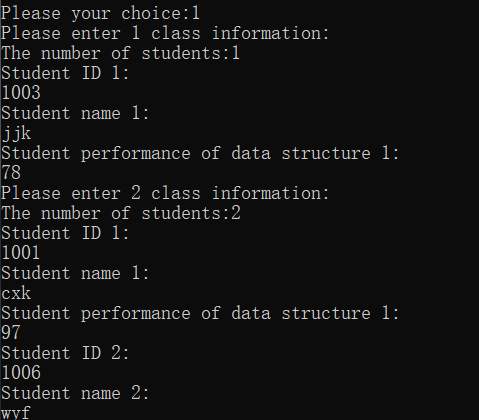 Please your choice:1
Please enter 1 class information:
The number of students:1
Student ID 1:
1003
Student name 1:
jjk
Student performance of data structure 1:
78
Please enter 2 class information:
The number of students:2
Student ID 1:
1001
Student name 1:
cxk
Student performance of data structure 1:
97
Student ID 2:
1006
Student name 2:
wyf